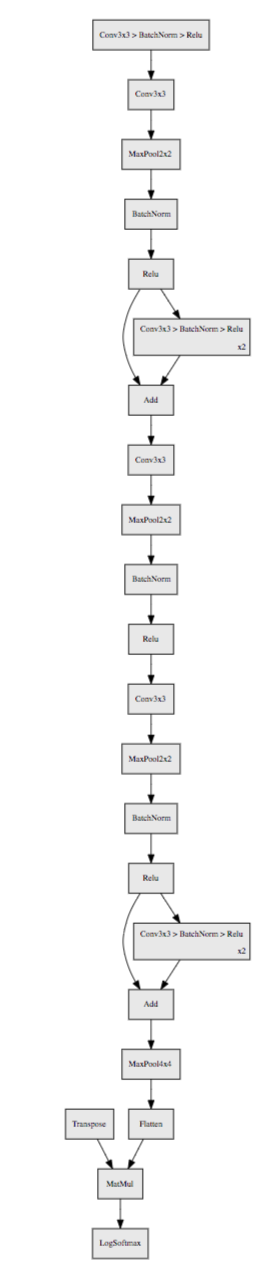 Conv3x3 > BatchNorm > Relu
Conv3x3
MaxPool2x2
BatchNorm
Relu
Conv3x3 > BatchNorm > Relu
x2
Add
Conv3x3
MaxPool2x2
BatchNorm
Relu
Conv3x3
MaxPool2x2
BatchNorm
Relu
Conv3x3 > BatchNorm > Relu
x2
Add
MaxPool4x4
Transpose
Flatten
MatMul
LogSoftmax